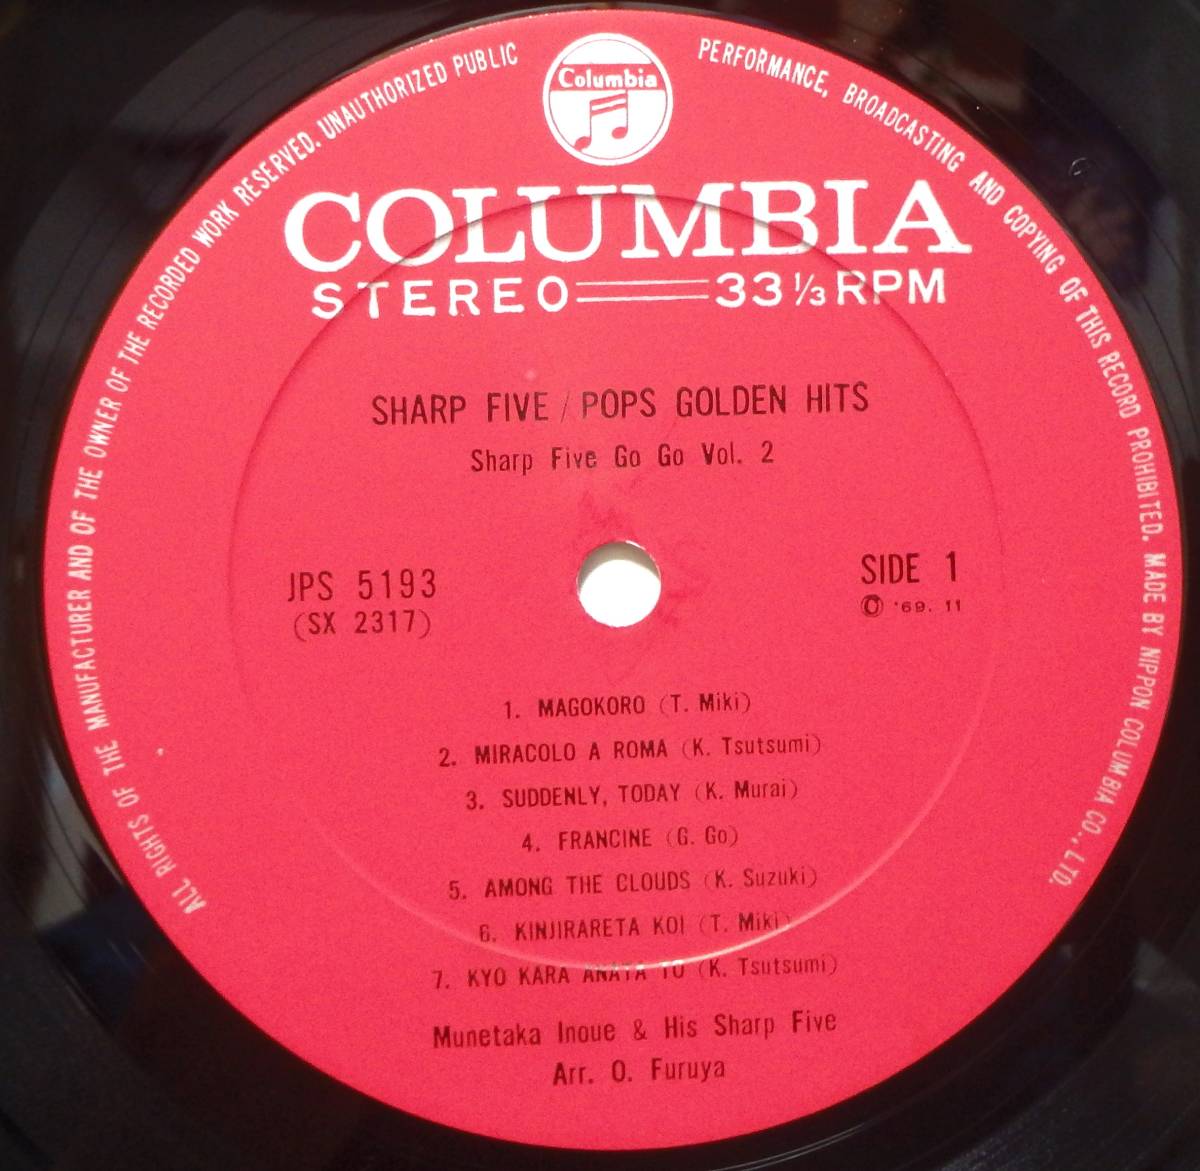 ALL RIGHTS OF THE MANUFACTURER AND OF THE OWNER OF THE RECORDED WORK RESERVED. UNAUTHORIZED PUBLIC PERFORMANCE, BROADCASTING AND COPYING OF THIS RECORD PROHIBITED. MADE BY NIPPON COLUMBIA CO., LTD.
Columbia
COLUMBIA
STEREO 33 1/3 RPM
SHARP FIVE / POPS GOLDEN HITS
Sharp Five Go Go Vol. 2
JPS 5193
(SX 2317)
SIDE 1
Ⓒ '69. 11
1. MAGOKORO (T. Miki)
2. MIRACOLO A ROMA (K. Tsutsumi)
3. SUDDENLY, TODAY (K. Murai)
4. FRANCINE (G. Go)
5. AMONG THE CLOUDS (K. Suzuki)
6. KINJIRARETA KOI (T. Miki)
7. KYO KARA ANATA TO (K. Tsutsumi)
Munetaka Inoue & His Sharp Five
Arr. O. Furuya